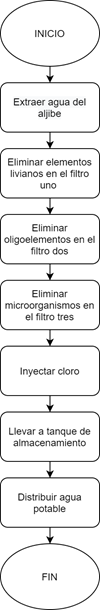 INICIO
Extraer agua del
aljibe
Eliminar elementos
livianos en el filtro
uno
Eliminar
oligoelementos en el
filtro dos
Eliminar
microorganismos en
el filtro tres
Inyectar cloro
Llevar a tanque de
almacenamiento
Distribuir agua
potable
FIN